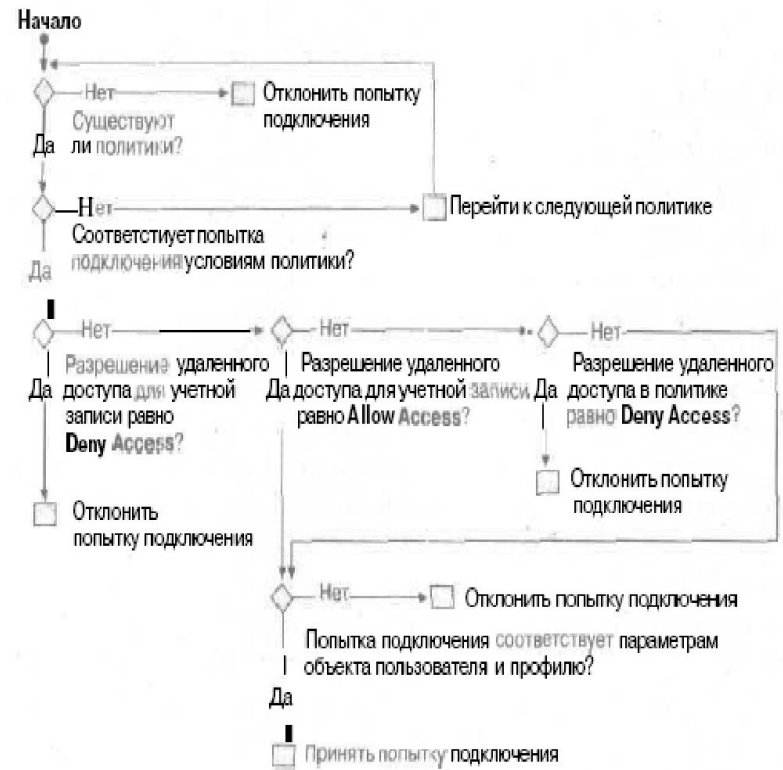 Начало
Нет
Отклонить попытку
подключения
Существуют
Да ли политики?
Нет
Перейти к следующей политике
Соответстиует попытка
подключения условиям политики?
Да
Нет
Нет
Нет
Разрешение удаленного
Да доступа для учетной
записи равно
Deny Access?
Разрешение удаленного
Да доступа для учетной записи
равно Allow Access?
Разрешение удаленного
Да доступа в политике
равно Deny Access?
Отклонить попытку
подключения
Отклонить
попытку подключения
Нет
Отклонить попытку подключения
Попытка подключения соответствует параметрам
объекта пользователя и профилю?
Да
Принять попытку подключения